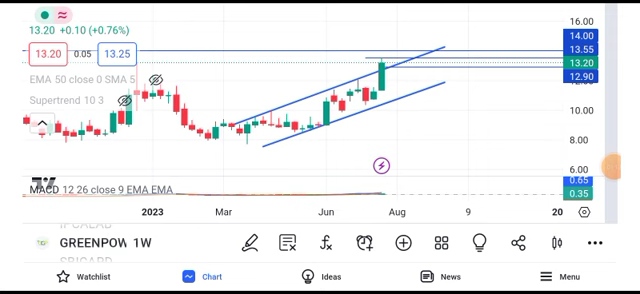 16.00
13.20 +0.10 (+0.76%)
14.00
13.20 0.05 13.25
13.55
13.20
12.90
EMA 50 close 0 SMA 5
Supertrend 10 3
10.00
8.00
6.00
0.65
MACD 12 26 close 9 EMA EMA
0.35
2023 Mar Jun Aug 9 20
GREENPOW 1W
Watchlist Chart Ideas News Menu